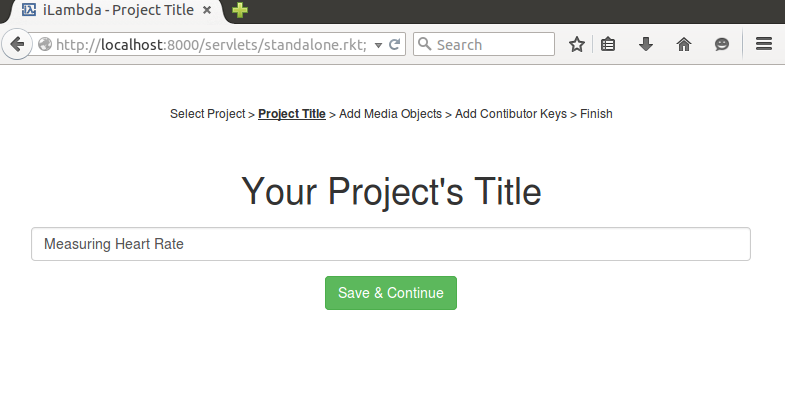 iLambda - Project Title
http://localhost:8000/servlets/standalone.rkt;
Search
Select Project > Project Title > Add Media Objects > Add Contibutor Keys > Finish
Your Project's Title
Measuring Heart Rate
Save & Continue